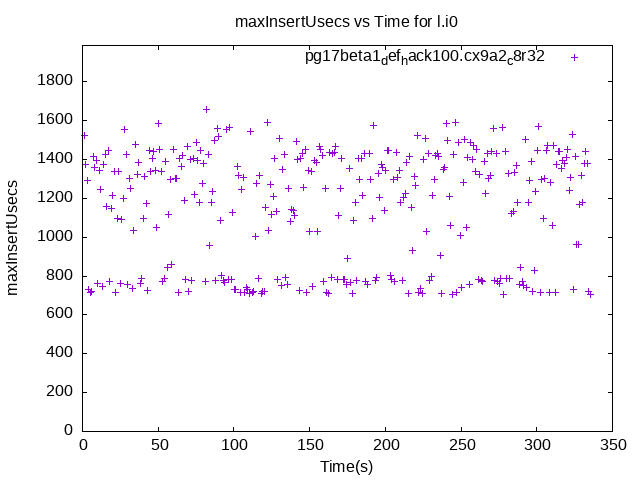 maxInsertUsecs vs Time for l.i0
pg17beta1_def_hack100.cx9a2_c8r32
1800
1600
1400
1200
1000
800
600
400
200
0
maxInsertUsecs
0 50 100 150 200 250 300 350
Time(s)